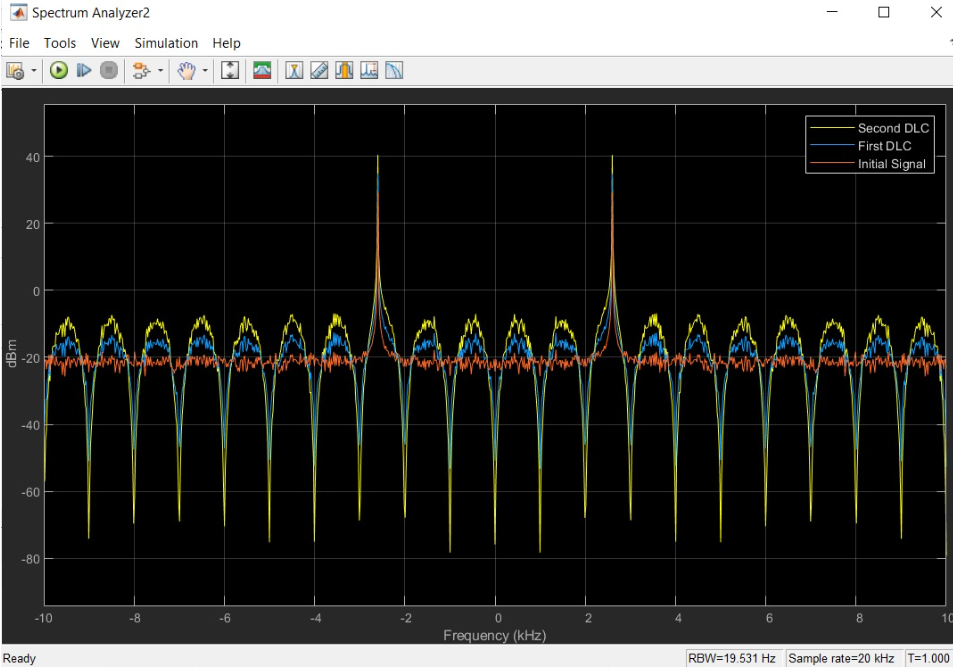 Spectrum Analyzer2
File Tools View Simulation Help
Second DLC
First DLC
Initial Signal
40
20
0
-20
-40
-60
-80
dBm
-10 -8 -6 -4 -2 0 2 4 6 8 10
Frequency (kHz)
Ready RBW=19.531 Hz Sample rate=20 kHz T=1.000